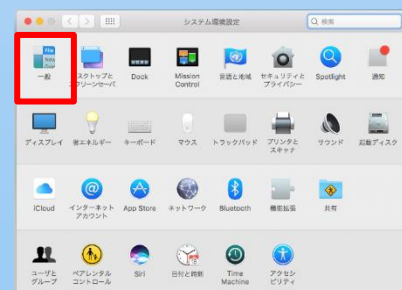 システム環境設定
検索
一般
デスクトップと
スクリーンセーバ
Dock
Mission
Control
言語と地域
セキュリティと
プライバシー
Spotlight
通知
ディスプレイ
省エネルギー
キーボード
マウス
トラックパッド
プリンタと
スキャナ
サウンド
起動ディスク
iCloud
インターネット
アカウント
App Store
ネットワーク
Bluetooth
機能拡張
共有
ユーザと
グループ
ペアレンタル
コントロール
Siri
日付と時刻
Time
Machine
アクセシ
ビリティ